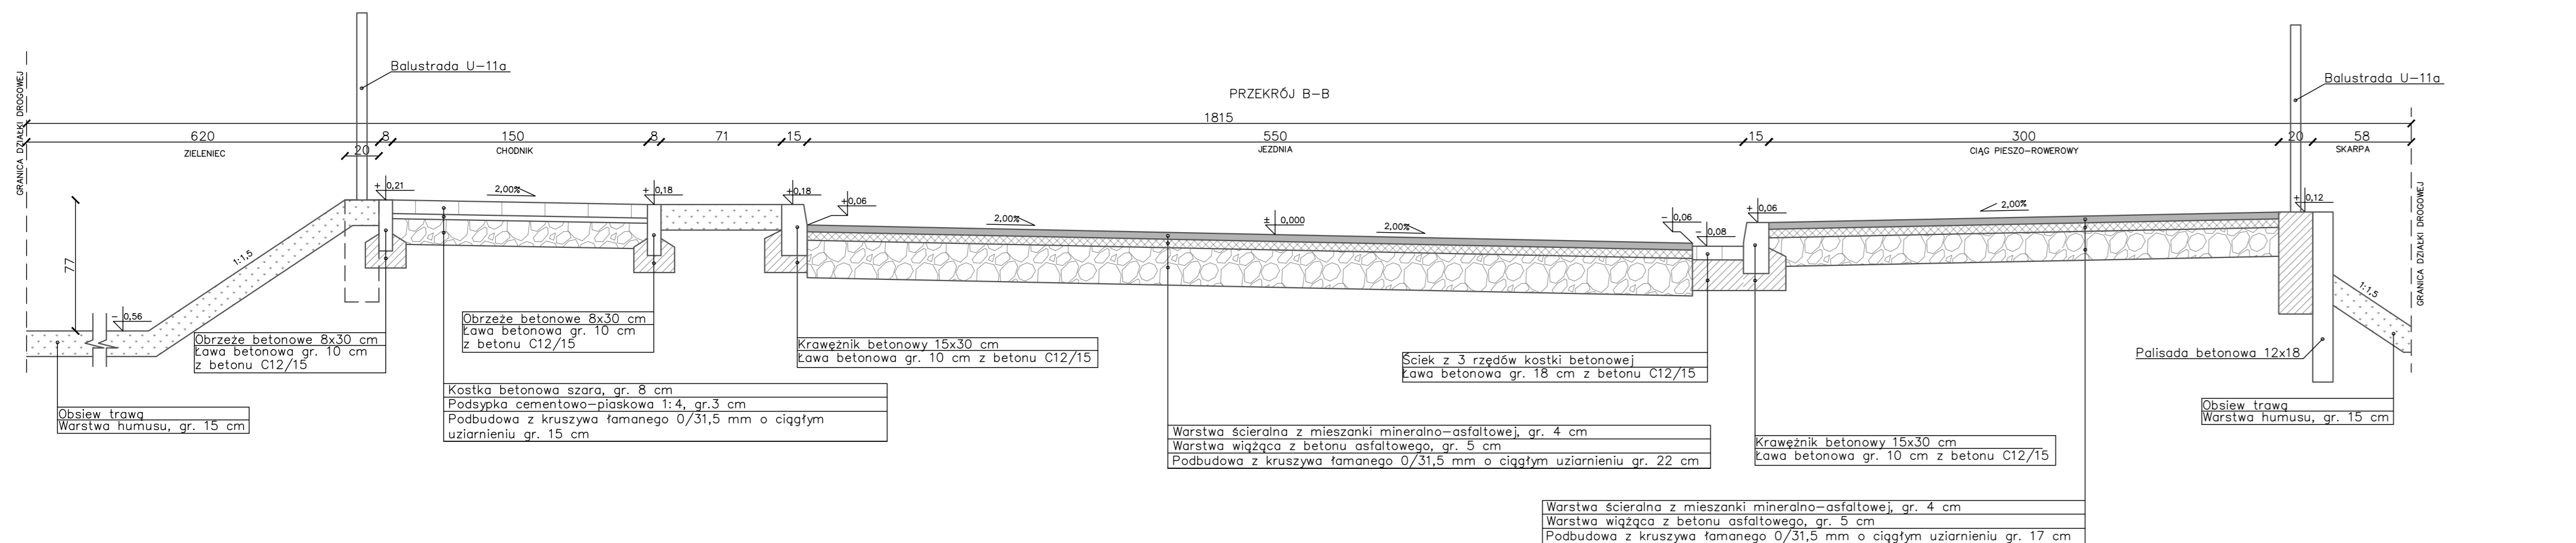 PRZEKRÓJ B-B
Balustrada U-11a
Balustrada U-11a
GRANICA DZIAŁKI DROGOWEJ
1815
620
8
150
8
71
15
550
15
300
20
58
ZIELENIEC
20
CHODNIK
JEZDNIA
CIĄG PIESZO-ROWEROWY
SKARPA
GRANICA DZIAŁKI DROGOWEJ
+ 0,21
2,00%
+ 0,18
+0,18
+0,06
2,00%
± 0,000
2,00%
- 0,06
- 0,08
+ 0,06
2,00%
+ 0,12
77
1:1,5
- 0,56
1:1,5
Obrzeże betonowe 8x30 cm
Ława betonowa gr. 10 cm
z betonu C12/15
Obrzeże betonowe 8x30 cm
Ława betonowa gr. 10 cm
z betonu C12/15
Krawężnik betonowy 15x30 cm
Ława betonowa gr. 10 cm z betonu C12/15
Ściek z 3 rzędów kostki betonowej
Ława betonowa gr. 18 cm z betonu C12/15
Palisada betonowa 12x18
Obsiew trawą
Warstwa humusu, gr. 15 cm
Kostka betonowa szara, gr. 8 cm
Podsypka cementowo-piaskowa 1:4, gr.3 cm
Podbudowa z kruszywa łamanego 0/31,5 mm o ciągłym
uziarnieniu gr. 15 cm
Warstwa ścieralna z mieszanki mineralno-asfaltowej, gr. 4 cm
Warstwa wiążąca z betonu asfaltowego, gr. 5 cm
Podbudowa z kruszywa łamanego 0/31,5 mm o ciągłym uziarnieniu gr. 22 cm
Krawężnik betonowy 15x30 cm
Ława betonowa gr. 10 cm z betonu C12/15
Obsiew trawą
Warstwa humusu, gr. 15 cm
Warstwa ścieralna z mieszanki mineralno-asfaltowej, gr. 4 cm
Warstwa wiążąca z betonu asfaltowego, gr. 5 cm
Podbudowa z kruszywa łamanego 0/31,5 mm o ciągłym uziarnieniu gr. 17 cm